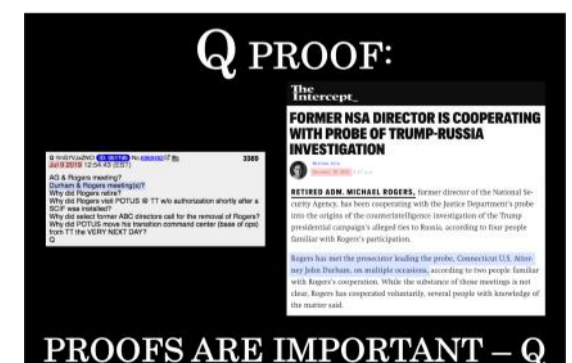 Q PROOF:
The
Intercept_
FORMER NSA DIRECTOR IS COOPERATING
WITH PROBE OF TRUMP-RUSSIA
INVESTIGATION
RETIRED ADM. MICHAEL ROGERS, former director of the National Se-
curity Agency, has been cooperating with the Justice Department's probe
into the origins of the counterintelligence investigation of the Trump
presidential campaign's alleged ties to Russia, according to four people
familiar with Rogers's participation.
Rogers has met the prosecutor leading the probe, Connecticut U.S. Attor-
ney John Durham, on multiple occasions, according to two people familiar
with Rogers's cooperation. While the substance of those meetings is not
clear, Rogers has cooperated voluntarily, several people with knowledge of
the matter said.
3389
Jul 9 2019 12:54:43 (EST)
AG & Rogers meeting?
Durham & Rogers meeting(s)?
Why did Rogers retire?
Why did Rogers visit POTUS @ TT w/o authorization shortly after a
SCIF was installed?
Why did select former ABC directors call for the removal of Rogers?
Why did POTUS move his transition command center (base of ops)
from TT the VERY NEXT DAY?
Q
PROOFS ARE IMPORTANT – Q